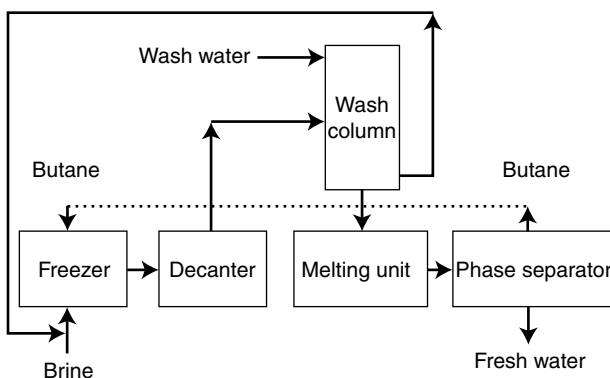 Wash water
Wash
column
Butane
Butane
Freezer
Decanter
Melting unit
Phase separator
Brine
Fresh water